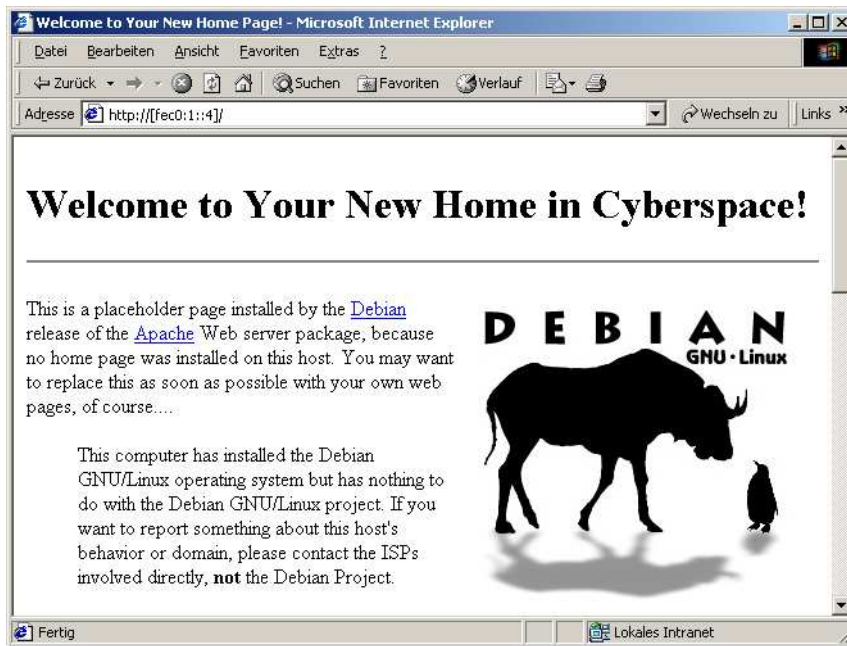 Welcome to Your New Home Page! - Microsoft Internet Explorer
Datei Bearbeiten Ansicht Favoriten Extras ?
Zurück Suchen Favoriten Verlauf
Adresse http://[fec0:1::4]/ Wechseln zu Links »
Welcome to Your New Home in Cyberspace!
This is a placeholder page installed by the Debian
release of the Apache Web server package, because
no home page was installed on this host. You may want
to replace this as soon as possible with your own web
pages, of course....
DEBIAN
GNU·Linux
This computer has installed the Debian
GNU/Linux operating system but has nothing to
do with the Debian GNU/Linux project. If you
want to report something about this host's
behavior or domain, please contact the ISPs
involved directly, not the Debian Project.
Fertig Lokales Intranet